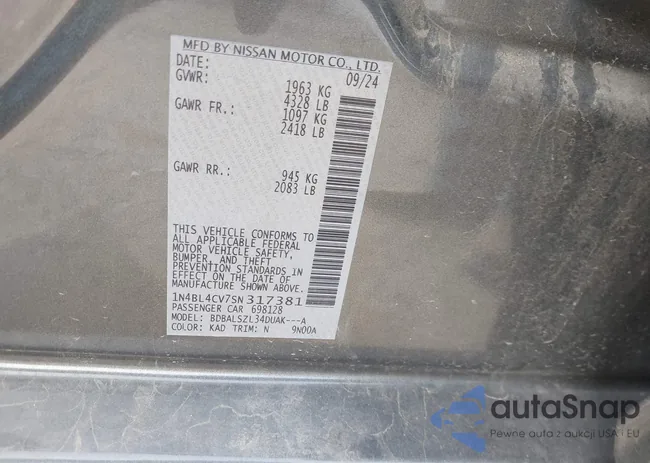 MFD BY NISSAN MOTOR CO., LTD.
DATE: 09/24
GVWR: 1963 KG
4328 LB
GAWR FR.: 1097 KG
2418 LB
GAWR RR.: 945 KG
2083 LB
THIS VEHICLE CONFORMS TO
ALL APPLICABLE FEDERAL
MOTOR VEHICLE SAFETY,
BUMPER, AND THEFT
PREVENTION STANDARDS IN
EFFECT ON THE DATE OF
MANUFACTURE SHOWN ABOVE.
1N4BL4CV7SN317381
PASSENGER CAR 698128
MODEL: BDBALSZL34DUAK---A
COLOR: KAD TRIM: N 9N00A
autaSnap
Pewne auta z aukcji USA i EU